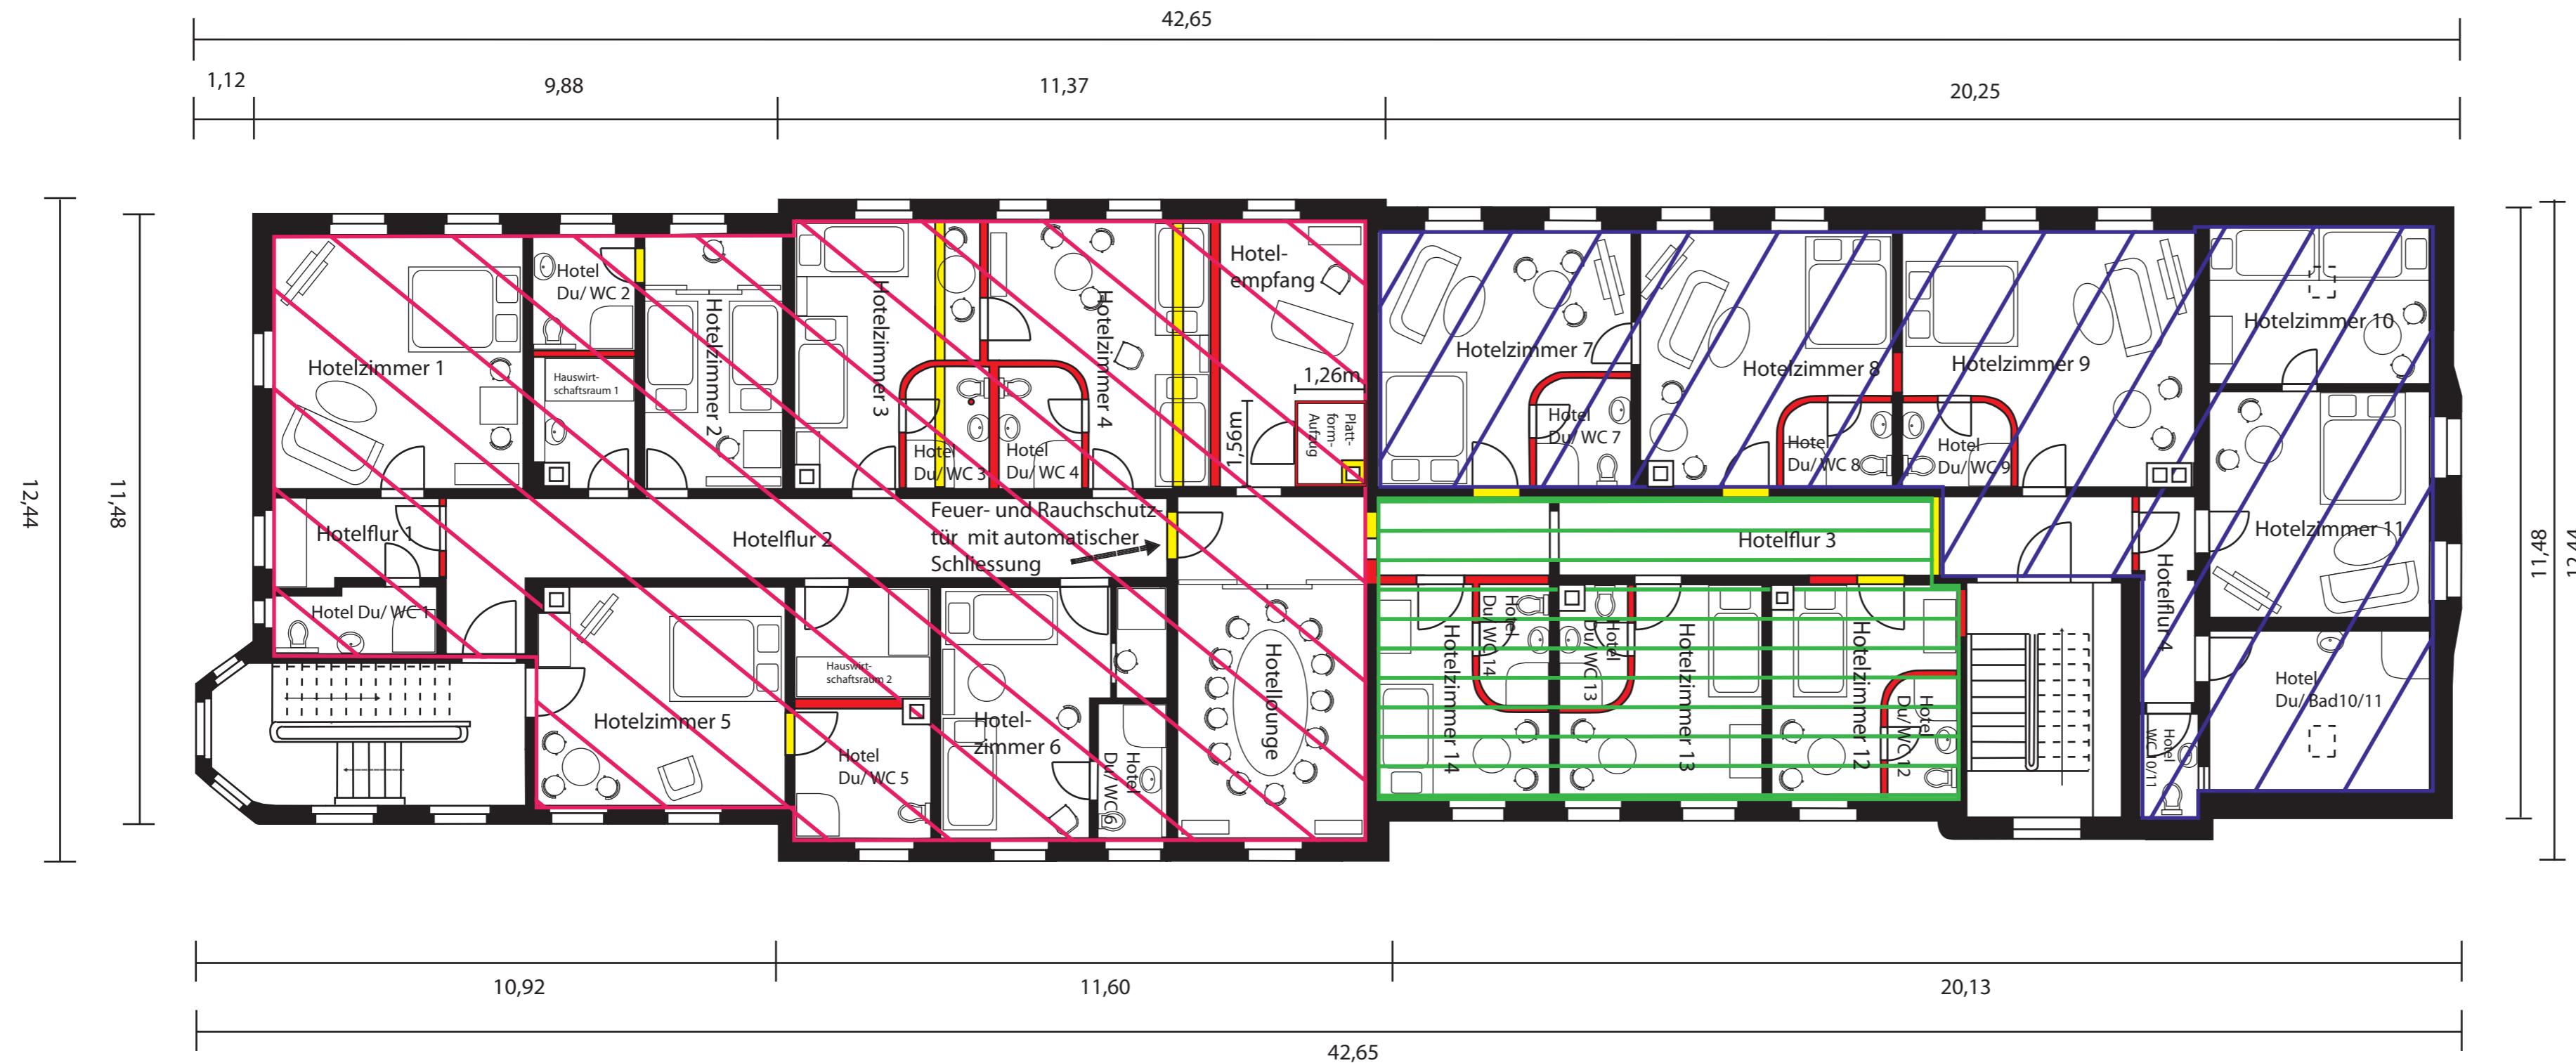 42,65
1,12
9,88
11,37
20,25
12,44
11,48
Hotelzimmer 1
Hotel
Du/ WC 2
Hauswirt-
schaftsraum 1
Hotelzimmer 2
Hotelzimmer 3
Hotel
Du/ WC 3
Hotelzimmer 4
Hotel
Du/ WC 4
Hotel-
empfang
1,26m
1,56m
Platt-
form-
Aufzug
Hotelzimmer 7
Hotel
Du/ WC 7
Hotelzimmer 8
Hotel
Du/ WC 8
Hotelzimmer 9
Hotel
Du/ WC 9
Hotelzimmer 10
Hotelzimmer 11
Hotelflur 1
Hotelflur 2
Feuer- und Rauchschutz-
tür mit automatischer
Schliessung
Hotelflur 3
Hotelflur 4
Hotel Du/ WC 1
Hotelzimmer 5
Hauswirt-
schaftsraum 2
Hotel
Du/ WC 5
Hotel-
zimmer 6
Hotel
Du/ WC 6
Hotellounge
Hotelzimmer 14
Hotel
Du/ WC 14
Hotel
Du/ WC 13
Hotelzimmer 13
Hotelzimmer 12
Hotel
Du/ WC 12
Hotel
WC 10/11
Hotel
Du/ Bad10/11
11,48
12,44
10,92
11,60
20,13
42,65